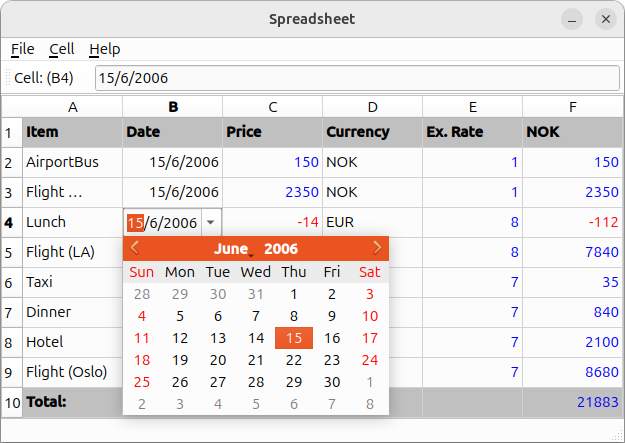 Spreadsheet
File Cell Help
Cell: (B4) 15/6/2006
A B C D E F
1 Item Date Price Currency Ex. Rate NOK
2 AirportBus 15/6/2006 150 NOK 1 150
3 Flight … 15/6/2006 2350 NOK 1 2350
4 Lunch 15/6/2006 -14 EUR 8 -112
June 2006
5 Flight (LA) 8 7840
Sun Mon Tue Wed Thu Fri Sat
6 Taxi 7 35
28 29 30 31 1 2 3
7 Dinner 7 840
4 5 6 7 8 9 10
8 Hotel 7 2100
11 12 13 14 15 16 17
18 19 20 21 22 23 24
9 Flight (Oslo) 7 8680
25 26 27 28 29 30 1
10 Total: 21883
2 3 4 5 6 7 8